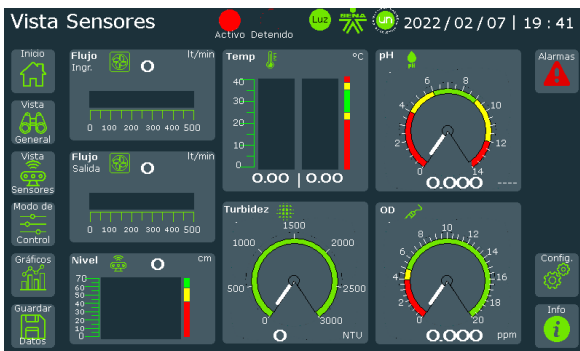 Vista Sensores
Activo Detenido
Luz
SENA
2022/02/07 | 19:41
Inicio
Vista
General
Vista
Sensores
Modo de
Control
Gráficos
Guardar
Datos
Flujo lt/min
Ingr. 0
0 100 200 300 400 500
Flujo lt/min
Salida 0
0 100 200 300 400 500
Nivel 0 cm
70
60
50
40
30
20
10
0
Temp °C
40
30
20
10
0
0.00 | 0.00
Turbidez
0 500 1000 1500 2000 2500 3000
0 NTU
pH
pH
0 2 4 6 8 10 12 14
0.000 ----
OD
0 2 4 6 8 10 12 14 16 18 20
0.000 ppm
Alarmas
Config.
Info
i